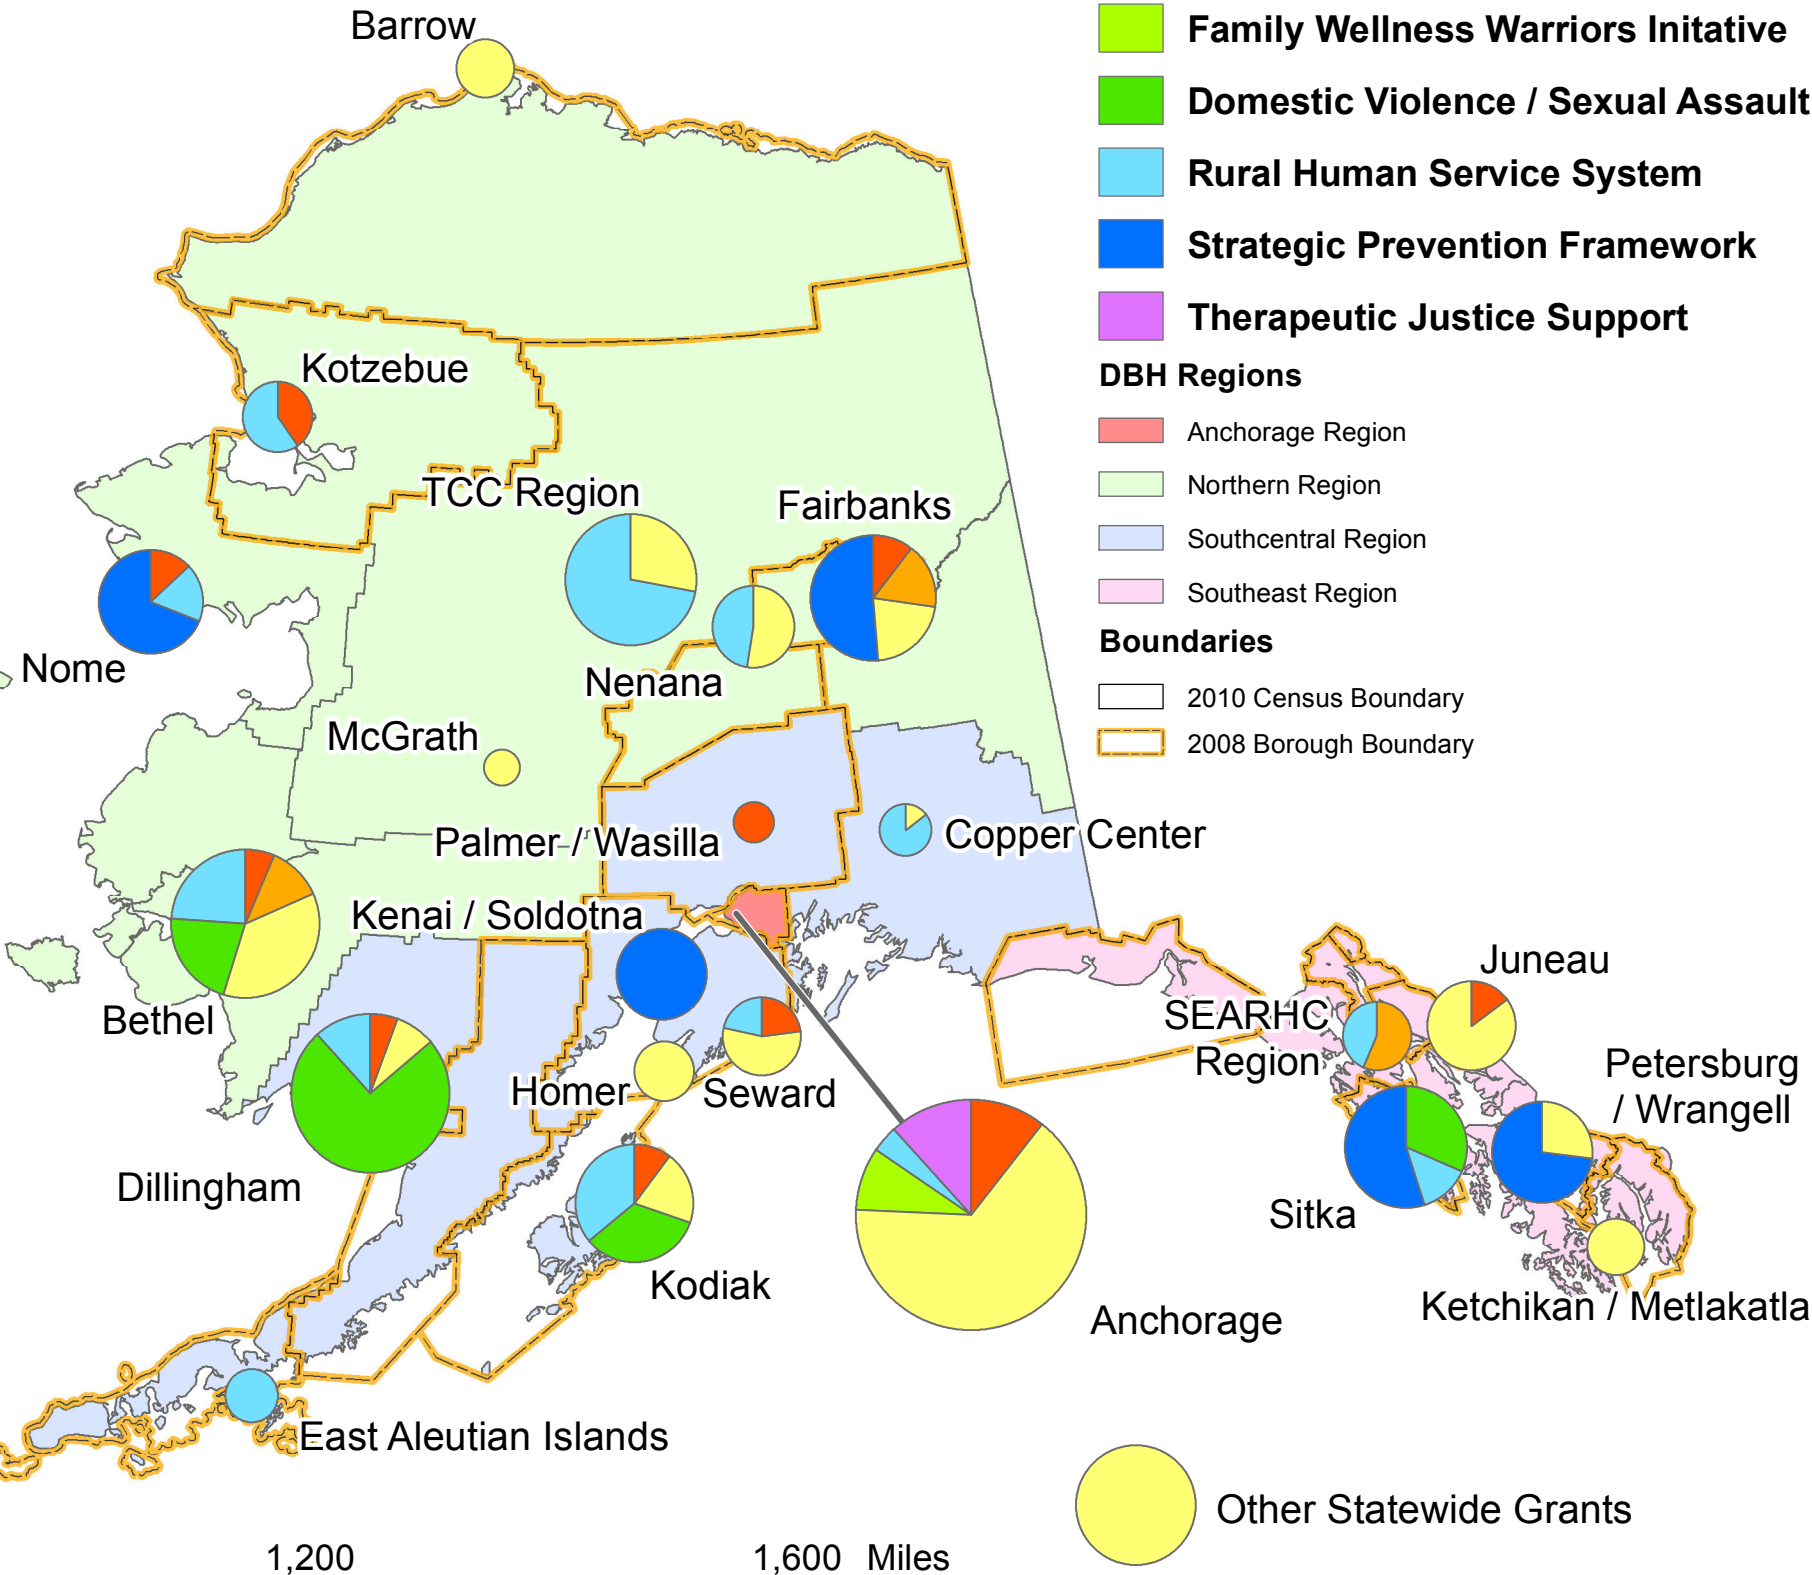 Barrow
Family Wellness Warriors Initative
Domestic Violence / Sexual Assault
Rural Human Service System
Strategic Prevention Framework
Therapeutic Justice Support
DBH Regions
Anchorage Region
Northern Region
Southcentral Region
Southeast Region
Boundaries
2010 Census Boundary
2008 Borough Boundary
Kotzebue
TCC Region
Fairbanks
Nome
Nenana
McGrath
Palmer / Wasilla
Copper Center
Kenai / Soldotna
Bethel
Juneau
SEARHC
Region
Petersburg
/ Wrangell
Homer
Seward
Dillingham
Sitka
Kodiak
Anchorage
Ketchikan / Metlakatla
East Aleutian Islands
Other Statewide Grants
1,200
1,600 Miles